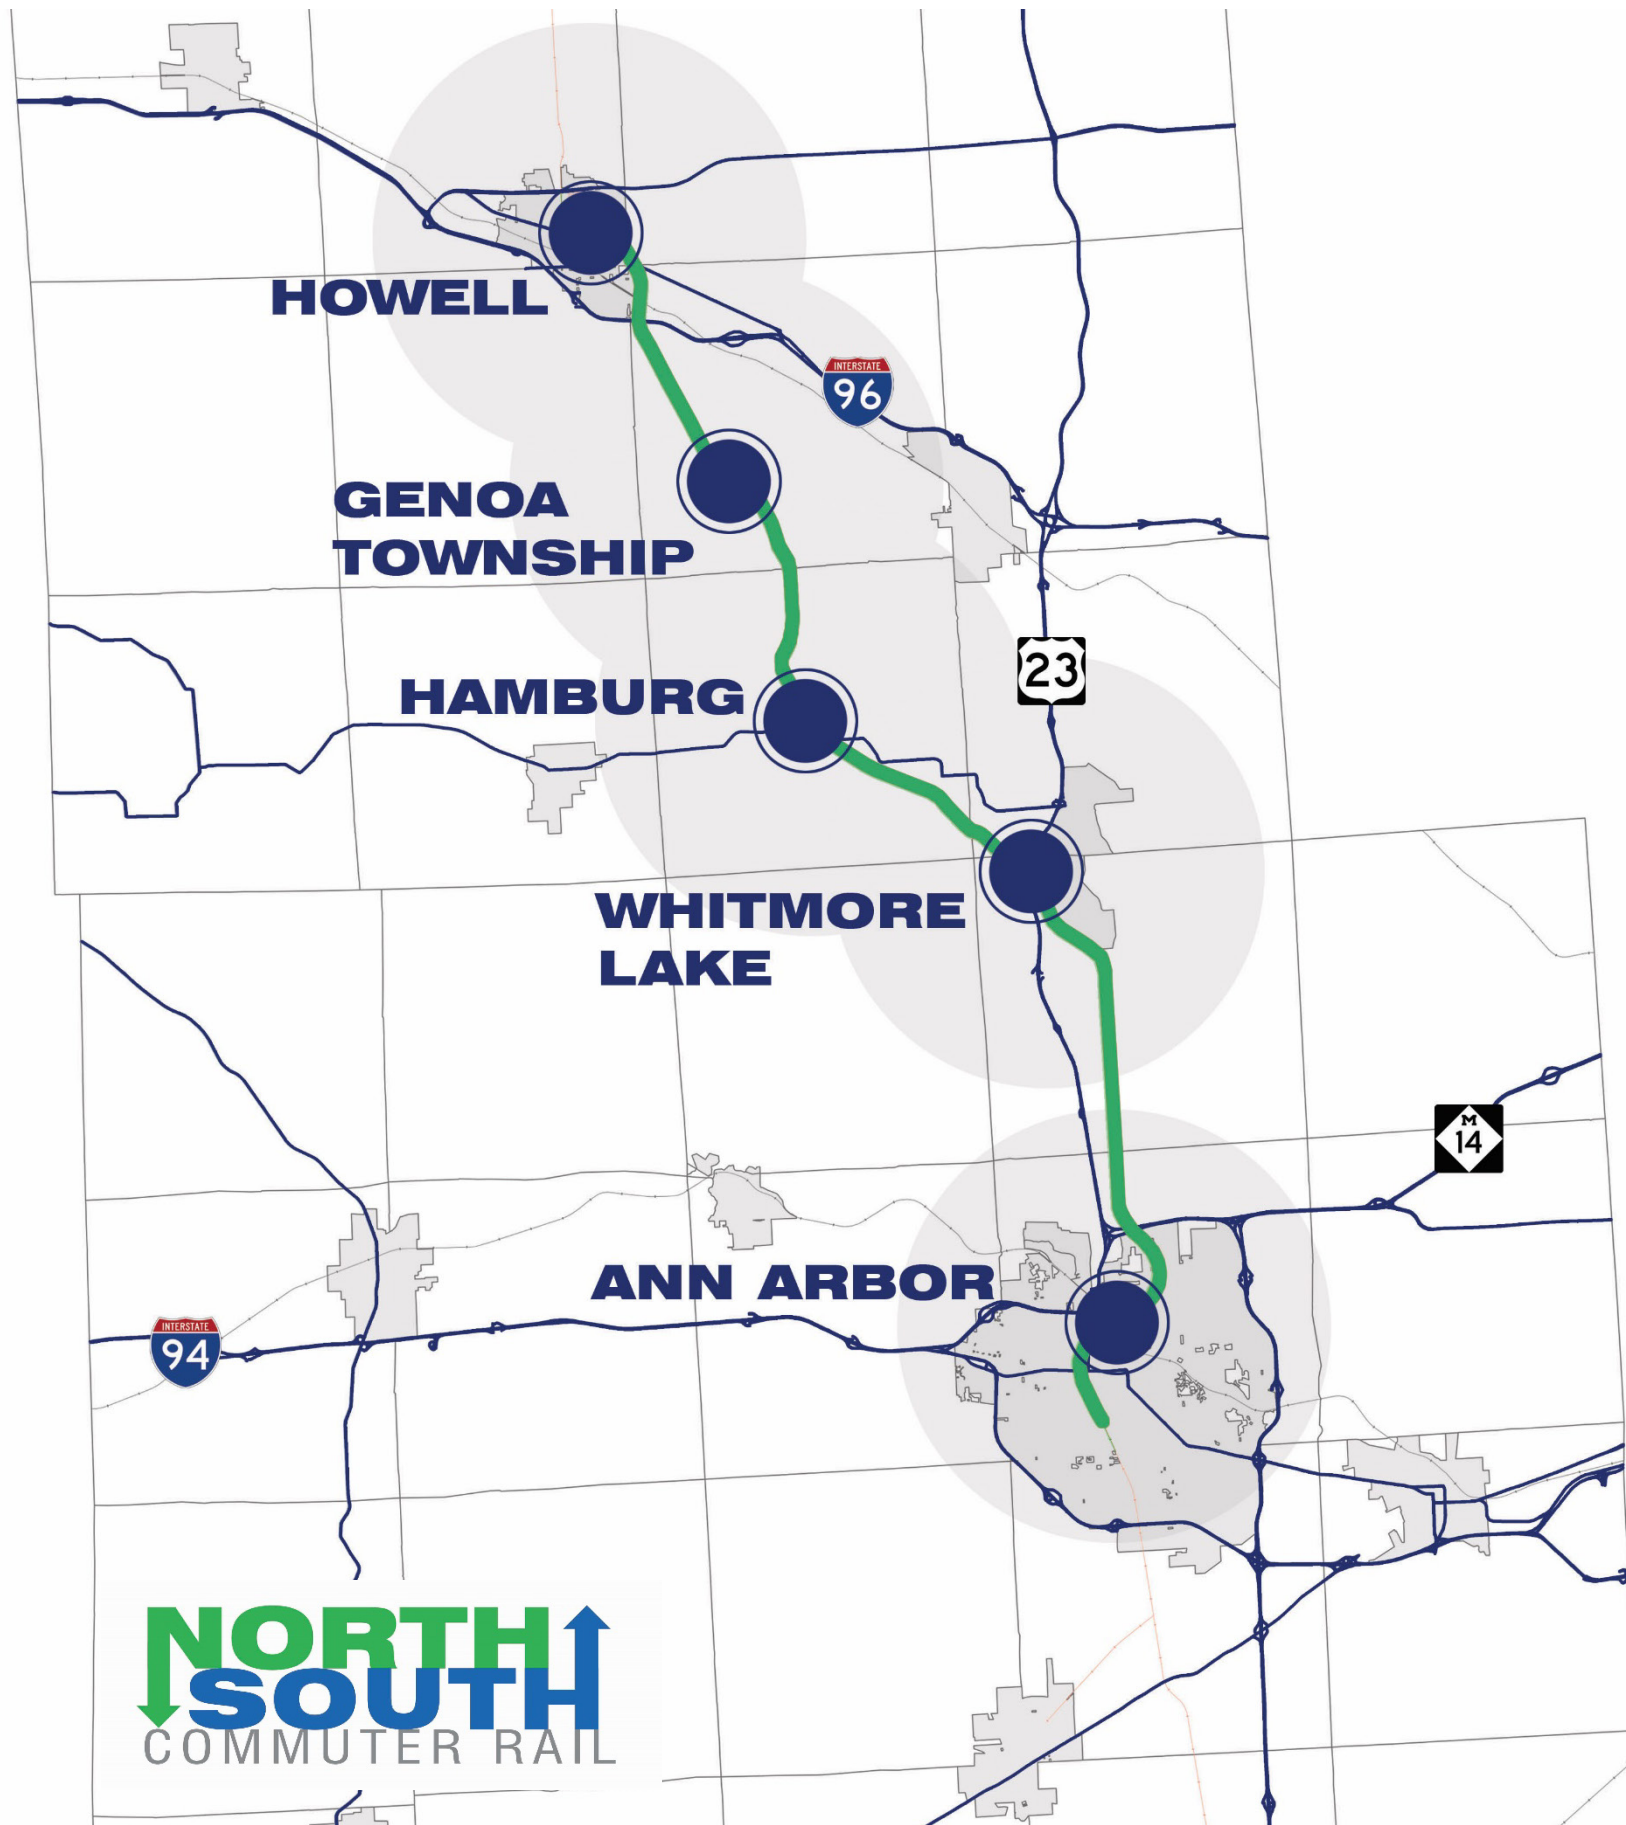 HOWELL
INTERSTATE
96
GENOA
TOWNSHIP
23
HAMBURG
WHITMORE
LAKE
M
14
ANN ARBOR
INTERSTATE
94
NORTH
SOUTH
COMMUTER RAIL